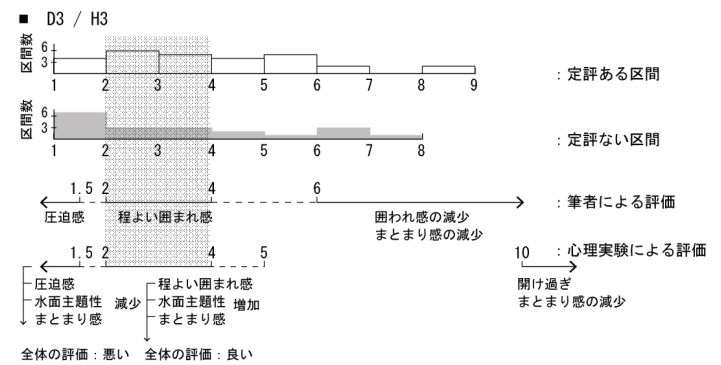 ■ D3 / H3
区間数
6
3
1 2 3 4 5 6 7 8 9
：定評ある区間
区間数
6
3
1 2 3 4 5 6 7 8
：定評ない区間
1.5 2 4 6
：筆者による評価
圧迫感 程よい囲まれ感 囲われ感の減少
まとまり感の減少
1.5 2 4 5 10
：心理実験による評価
圧迫感 程よい囲まれ感 開け過ぎ
水面主題性 減少 水面主題性 増加 まとまり感の減少
まとまり感 まとまり感
全体の評価：悪い 全体の評価：良い